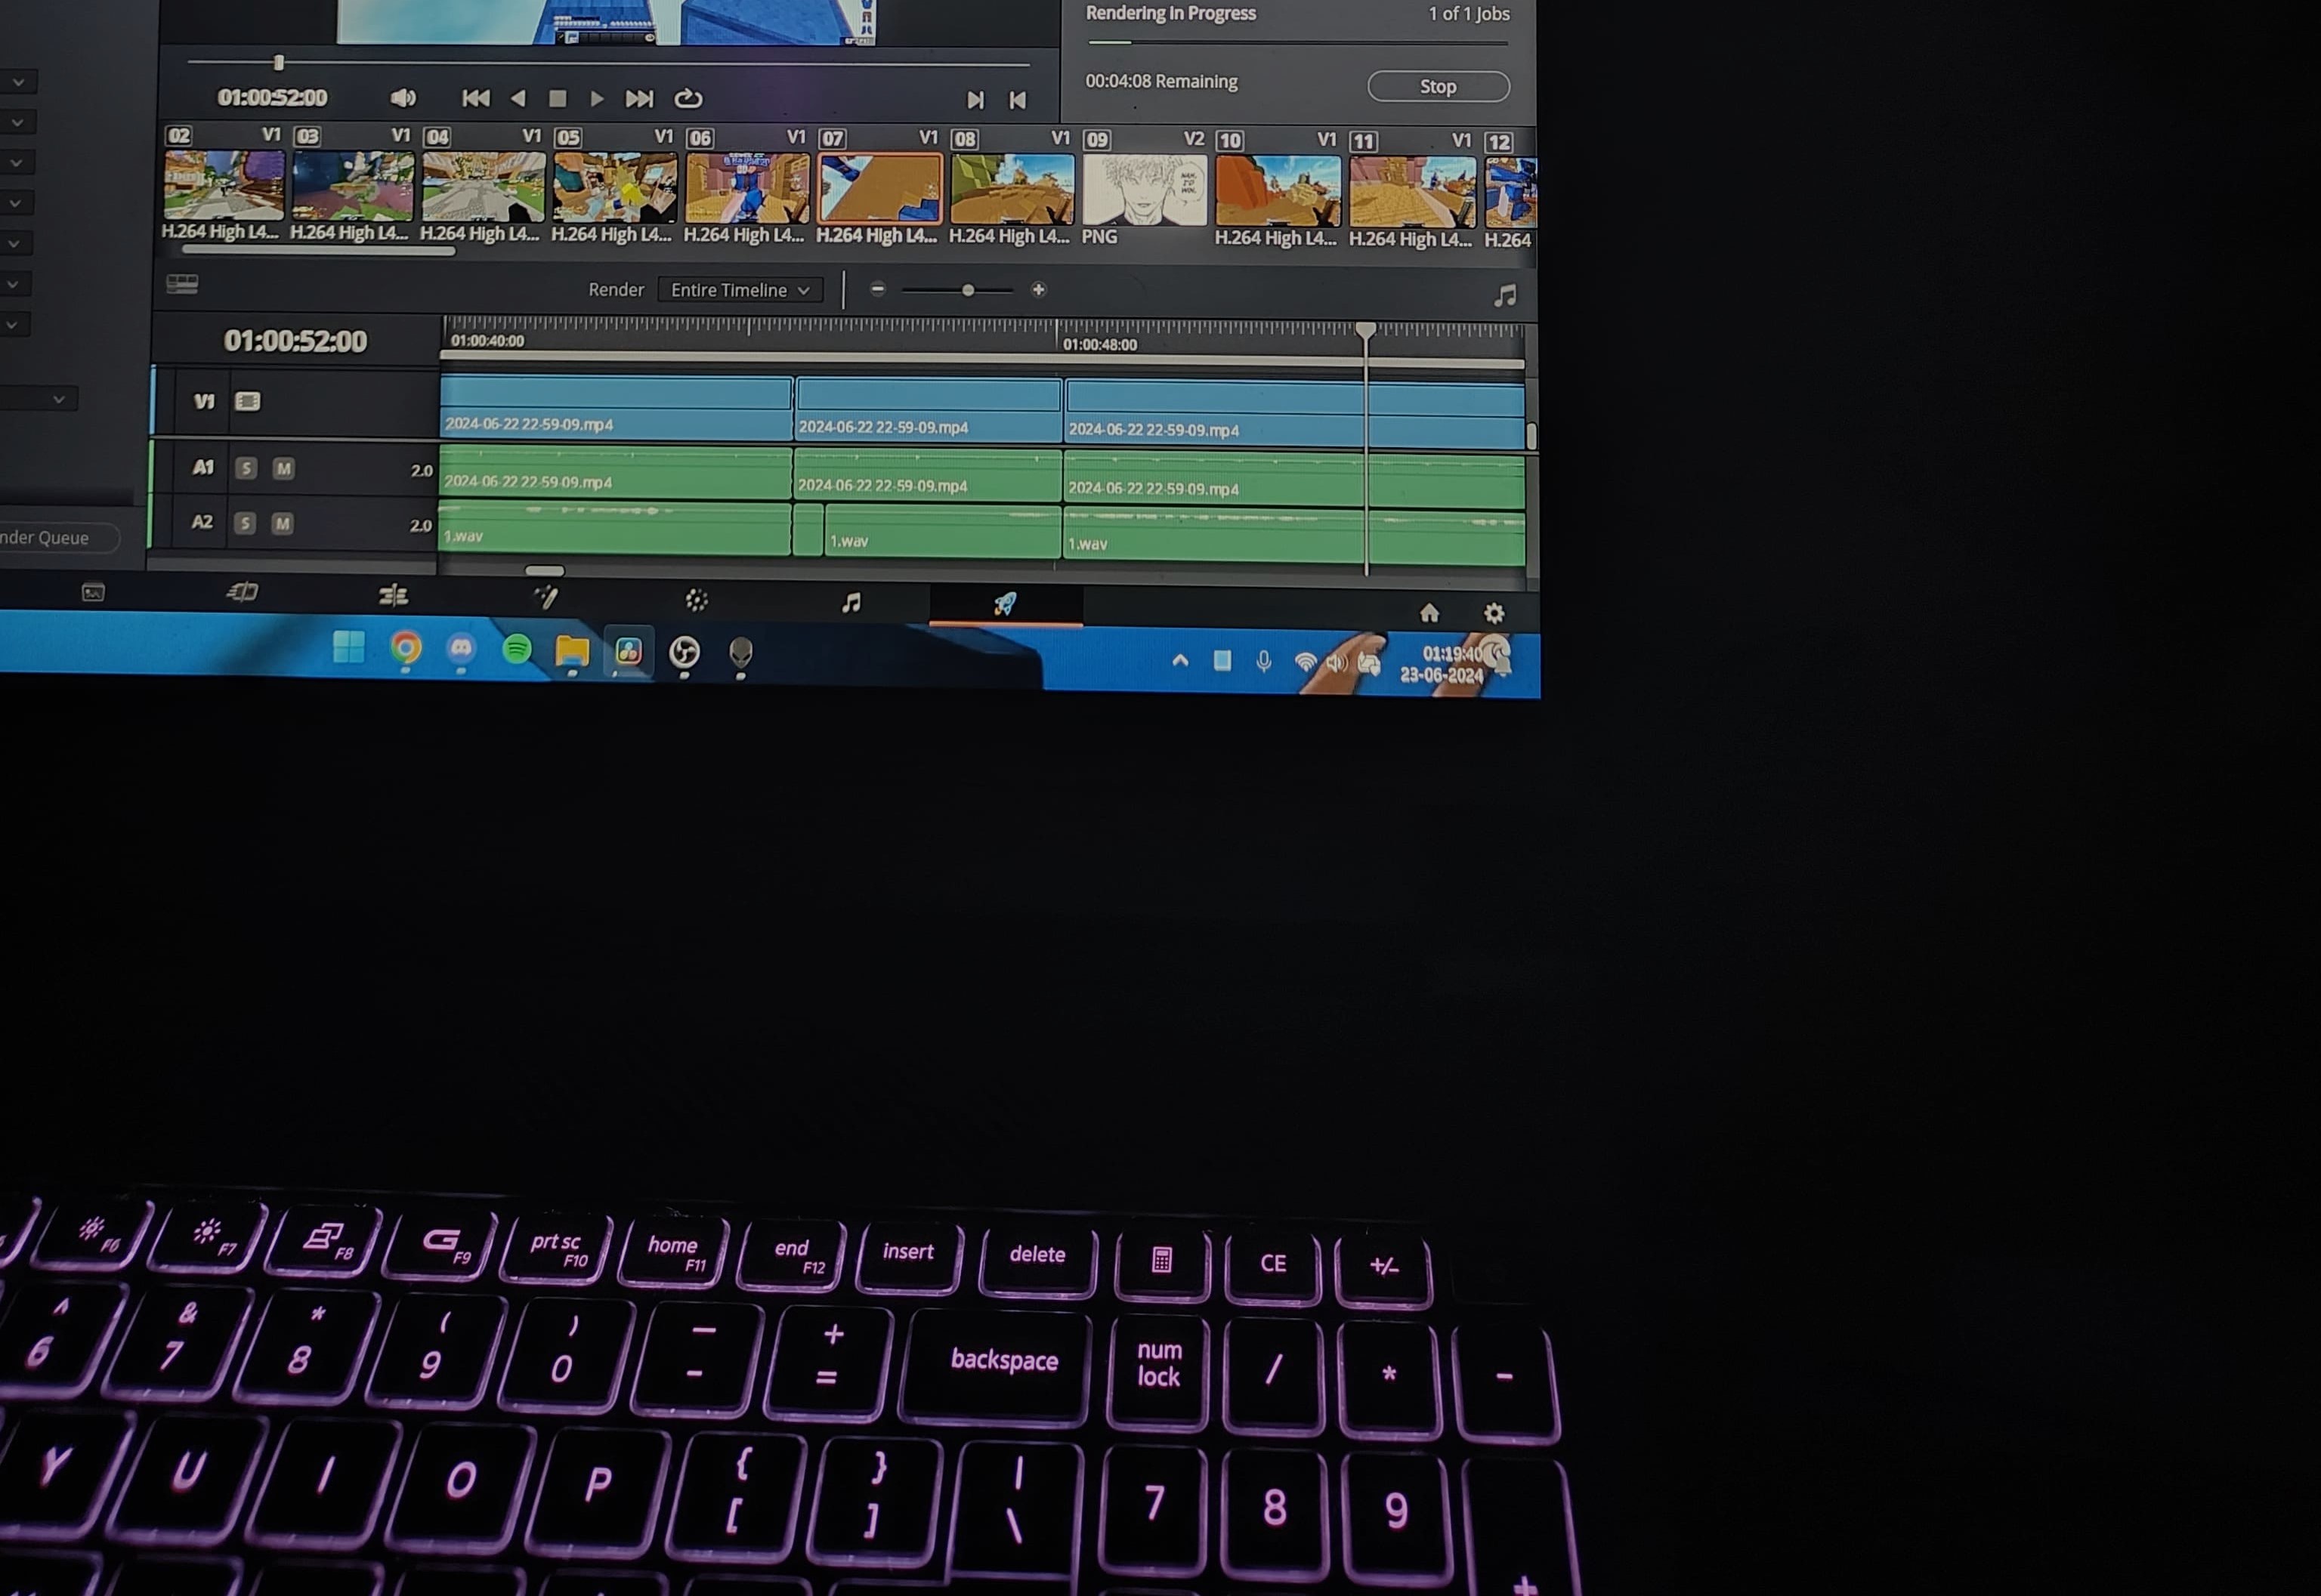 Rendering in Progress 1 of 1 Jobs
00:04:08 Remaining Stop
01:00:52:00
02 V1 03 V1 04 V1 05 V1 06 V1 07 V1 08 V1 09 V2 10 V1 11 V1 12
NAH, I'D WIN.
H.264 High L4... H.264 High L4... H.264 High L4... H.264 High L4... H.264 High L4... H.264 High L4... H.264 High L4... PNG H.264 High L4... H.264 High L4... H.264
Render Entire Timeline
01:00:52:00 01:00:40:00 01:00:48:00
V1
2024-06-22 22-59-09.mp4 2024-06-22 22-59-09.mp4 2024-06-22 22-59-09.mp4
A1 S M 2.0
2024-06-22 22-59-09.mp4 2024-06-22 22-59-09.mp4 2024-06-22 22-59-09.mp4
A2 S M 2.0
1.wav 1.wav 1.wav
nder Queue
01:19:40
23-06-2024
F6 F7 F8 G F9 prt sc F10 home F11 end F12 insert delete CE +/-
^ & * ( ) — +
6 7 8 9 0 - = backspace num lock / * -
Y U I O P { [ } ] | \ 7 8 9
+